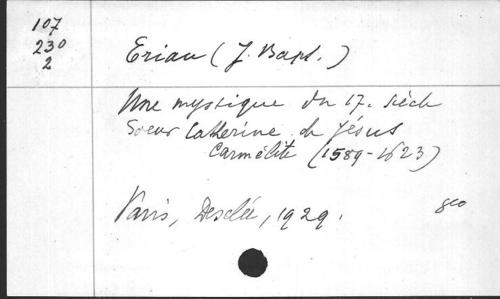 107
230
2
Eriau (J. Bapt.)
Une mystique du 17. siècle
Soeur Catherine de Jésus
Carmélite (1589-1623)
Paris, Desclée, 1929.
8co